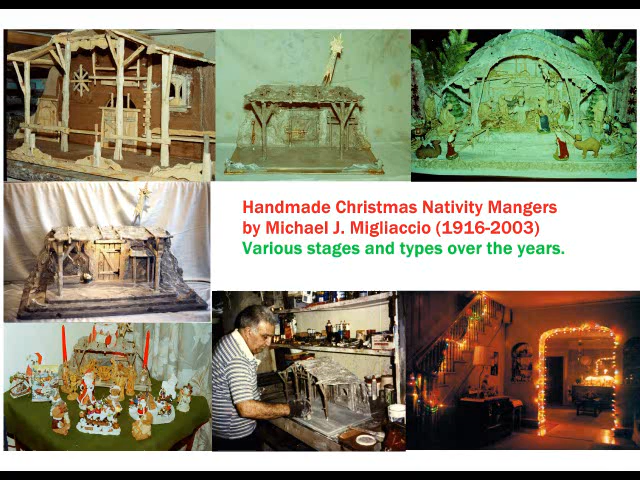 Handmade Christmas Nativity Mangers
by Michael J. Migliaccio (1916-2003)
Various stages and types over the years.